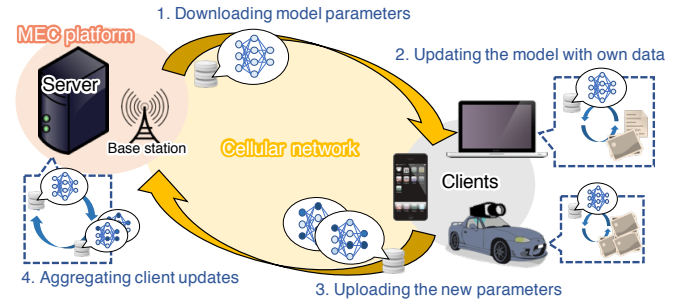 1. Downloading model parameters
MEC platform
2. Updating the model with own data
Server
Base station
Cellular network
Clients
4. Aggregating client updates
3. Uploading the new parameters